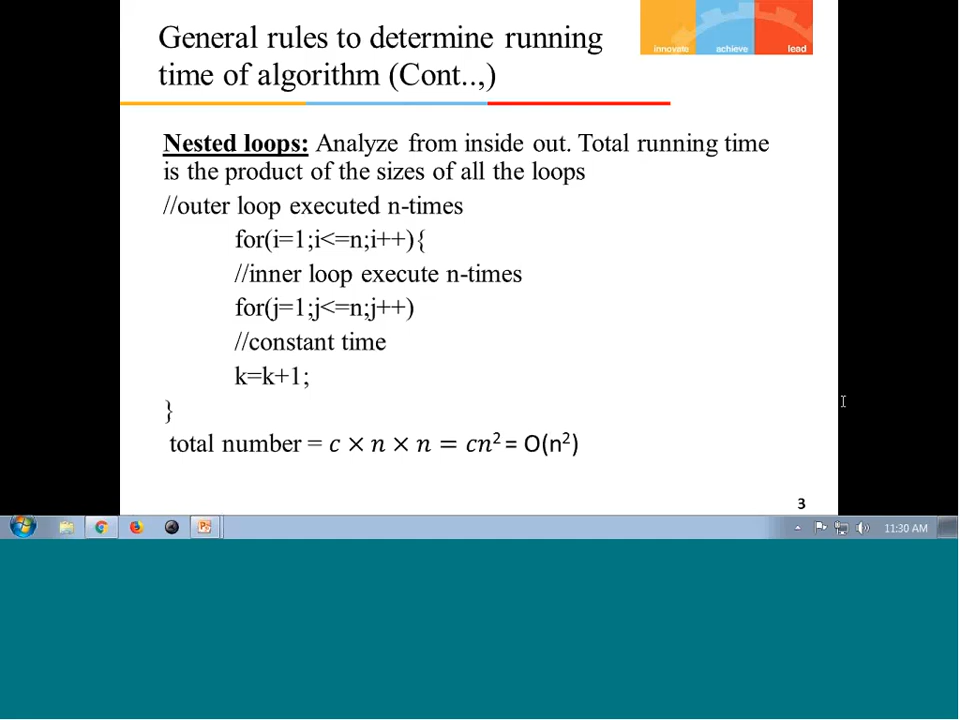 General rules to determine running
time of algorithm (Cont..,)
innovate achieve lead
Nested loops: Analyze from inside out. Total running time
is the product of the sizes of all the loops
//outer loop executed n-times
for(i=1;i<=n;i++){
//inner loop execute n-times
for(j=1;j<=n;j++)
//constant time
k=k+1;
}
total number = 𝑐 × 𝑛 × 𝑛 = 𝑐𝑛² = O(n²)
3
11:30 AM